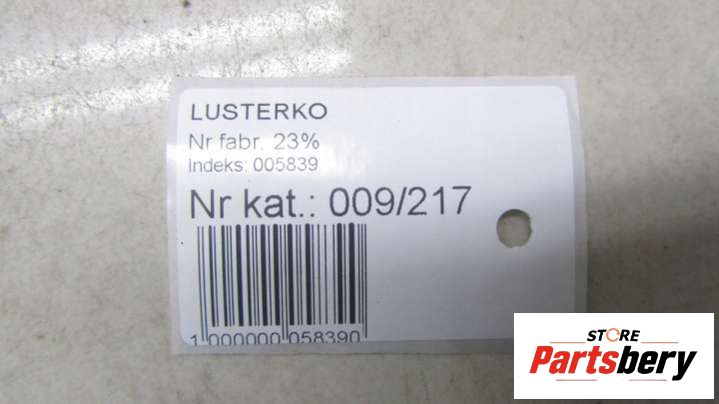 LUSTERKO
Nr fabr. 23%
Indeks: 005839
Nr kat.: 009/217
1 000000 058390
STORE
Partsbery